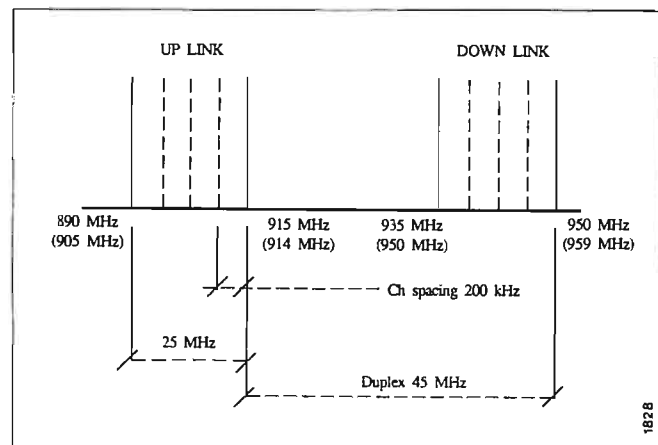 UP LINK
DOWN LINK
890 MHz
(905 MHz)
915 MHz
(914 MHz)
935 MHz
(950 MHz)
950 MHz
(959 MHz)
Ch spacing 200 kHz
25 MHz
Duplex 45 MHz
1828